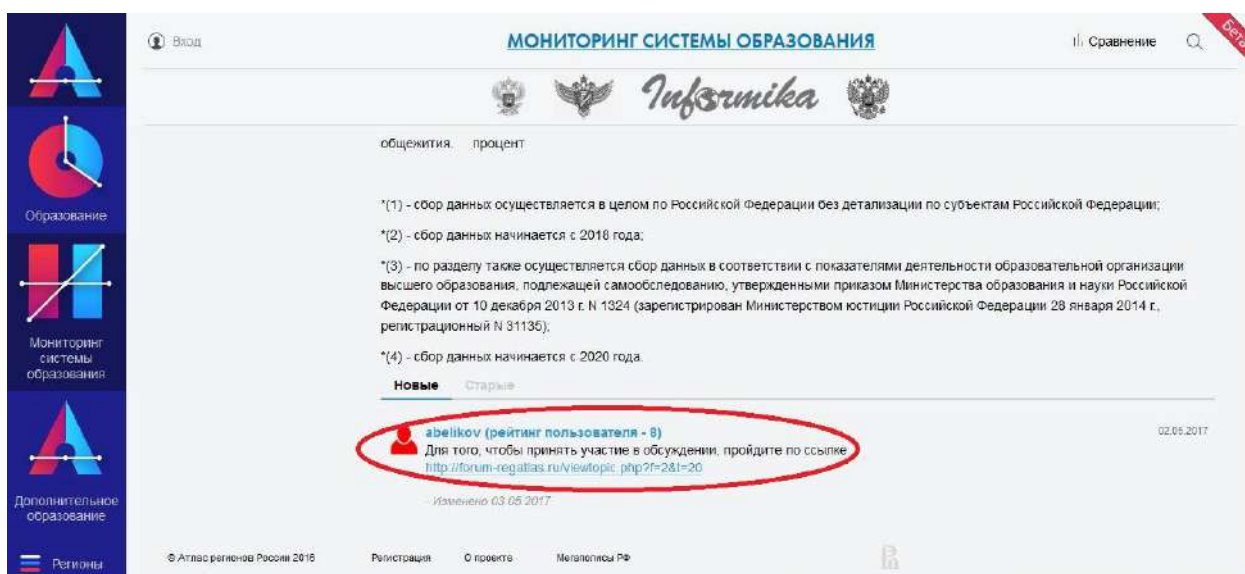 Вход
МОНИТОРИНГ СИСТЕМЫ ОБРАЗОВАНИЯ
Сравнение
Бета
Informika
общежития. процент
*(1) - сбор данных осуществляется в целом по Российской Федерации без детализации по субъектам Российской Федерации;
*(2) - сбор данных начинается с 2018 года;
*(3) - по разделу также осуществляется сбор данных в соответствии с показателями деятельности образовательной организации
высшего образования, подлежащей самообследованию, утвержденными приказом Министерства образования и науки Российской
Федерации от 10 декабря 2013 г. N 1324 (зарегистрирован Министерством юстиции Российской Федерации 28 января 2014 г.,
регистрационный N 31135);
*(4) - сбор данных начинается с 2020 года.
Новые Старые
abelikov (рейтинг пользователя - 8)
02.05.2017
Для того, чтобы принять участие в обсуждении, пройдите по ссылке
http://forum-regatlas.ru/viewtopic.php?f=2&t=20
- Изменено 03.05.2017
Образование
Мониторинг
системы
образования
Дополнительное
образование
Регионы
© Атлас регионов России 2016
Регистрация
О проекте
Мегаполисы РФ